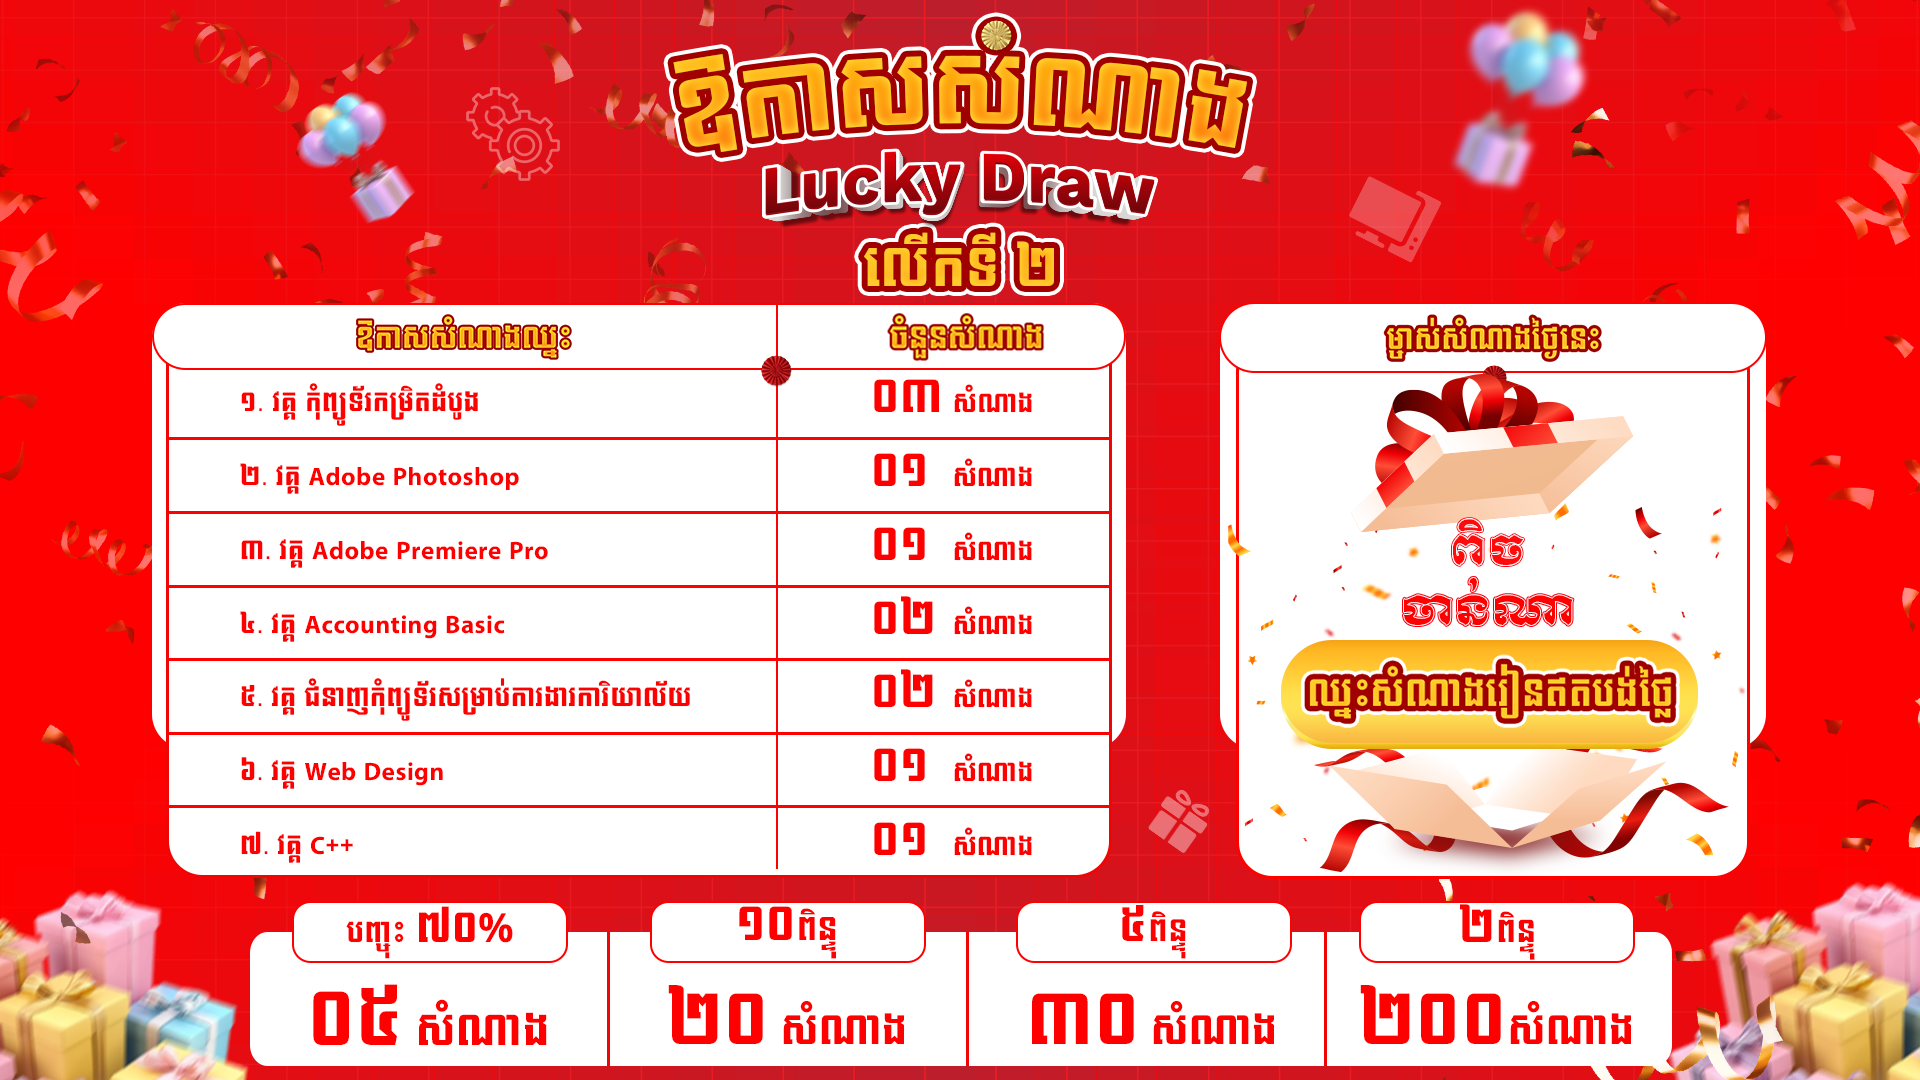 ឱកាសសំណាង
Lucky Draw
លើកទី ២
ឱកាសសំណាងឈ្នះ
ចំនួនសំណាង
១. វគ្គ កុំព្យូទ័រកម្រិតដំបូង
០៣ សំណាង
២. វគ្គ Adobe Photoshop
០១ សំណាង
៣. វគ្គ Adobe Premiere Pro
០១ សំណាង
៤. វគ្គ Accounting Basic
០២ សំណាង
៥. វគ្គ ជំនាញកុំព្យូទ័រសម្រាប់ការងារការិយាល័យ
០២ សំណាង
៦. វគ្គ Web Design
០១ សំណាង
៧. វគ្គ C++
០១ សំណាង
ម្ចាស់សំណាងថ្ងៃនេះ
ពិច
ចាន់ណា
ឈ្នះសំណាងរៀនឥតបង់ថ្លៃ
បញ្ចុះ ៧០%
០៥ សំណាង
១០ពិន្ទុ
២០ សំណាង
៥ពិន្ទុ
៣០ សំណាង
២ពិន្ទុ
២០០សំណាង